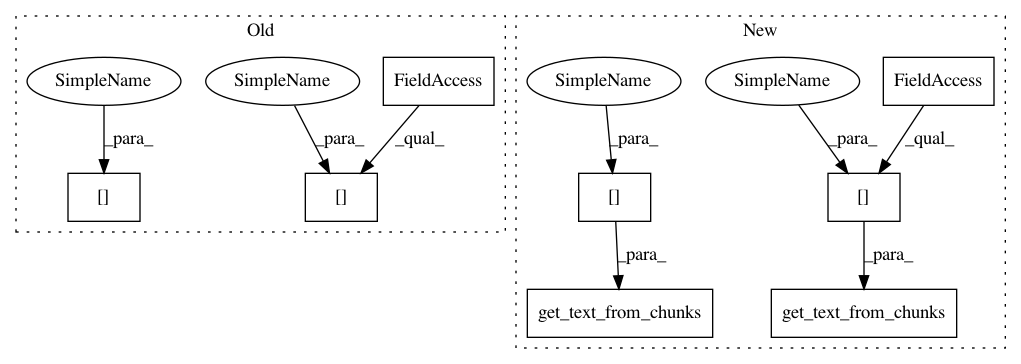 Old
New
SimpleName
SimpleName
FieldAccess
SimpleName
SimpleName
FieldAccess
_para_
_para_
_qual_
_para_
_para_
_qual_
[]
[]
[]
[]
_para_
_para_
get_text_from_chunks
get_text_from_chunks